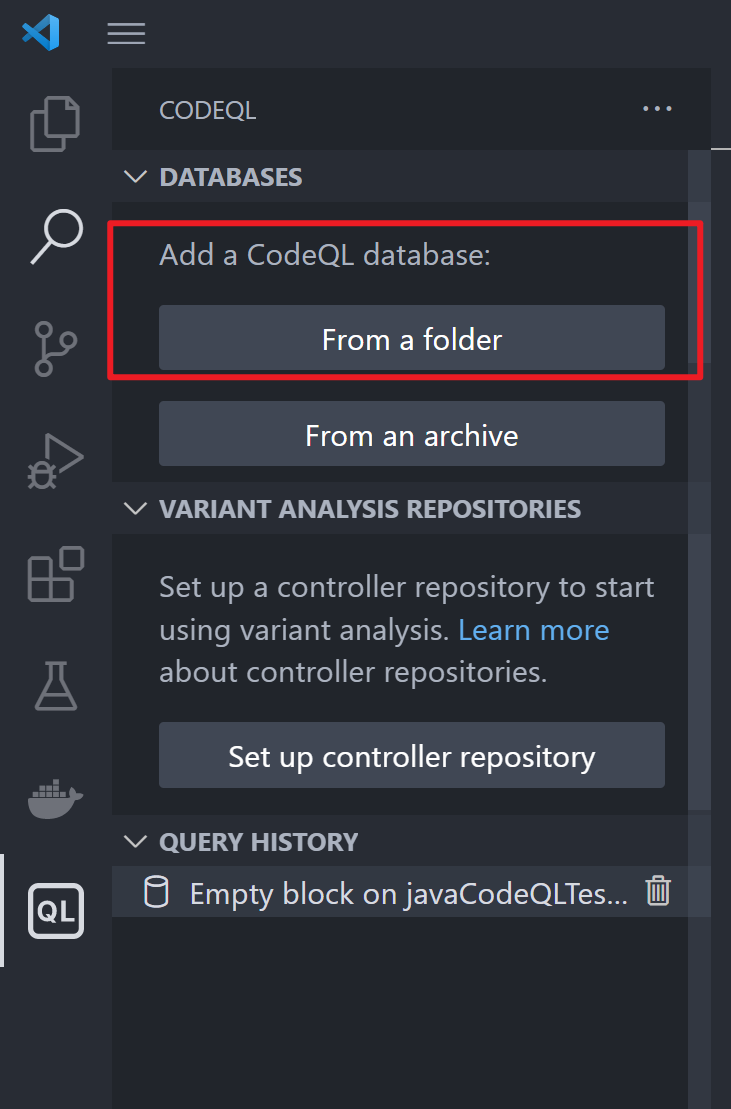 CODEQL
DATABASES
Add a CodeQL database:
From a folder
From an archive
VARIANT ANALYSIS REPOSITORIES
Set up a controller repository to start
using variant analysis. Learn more
about controller repositories.
Set up controller repository
QUERY HISTORY
Empty block on javaCodeQLTes...
QL